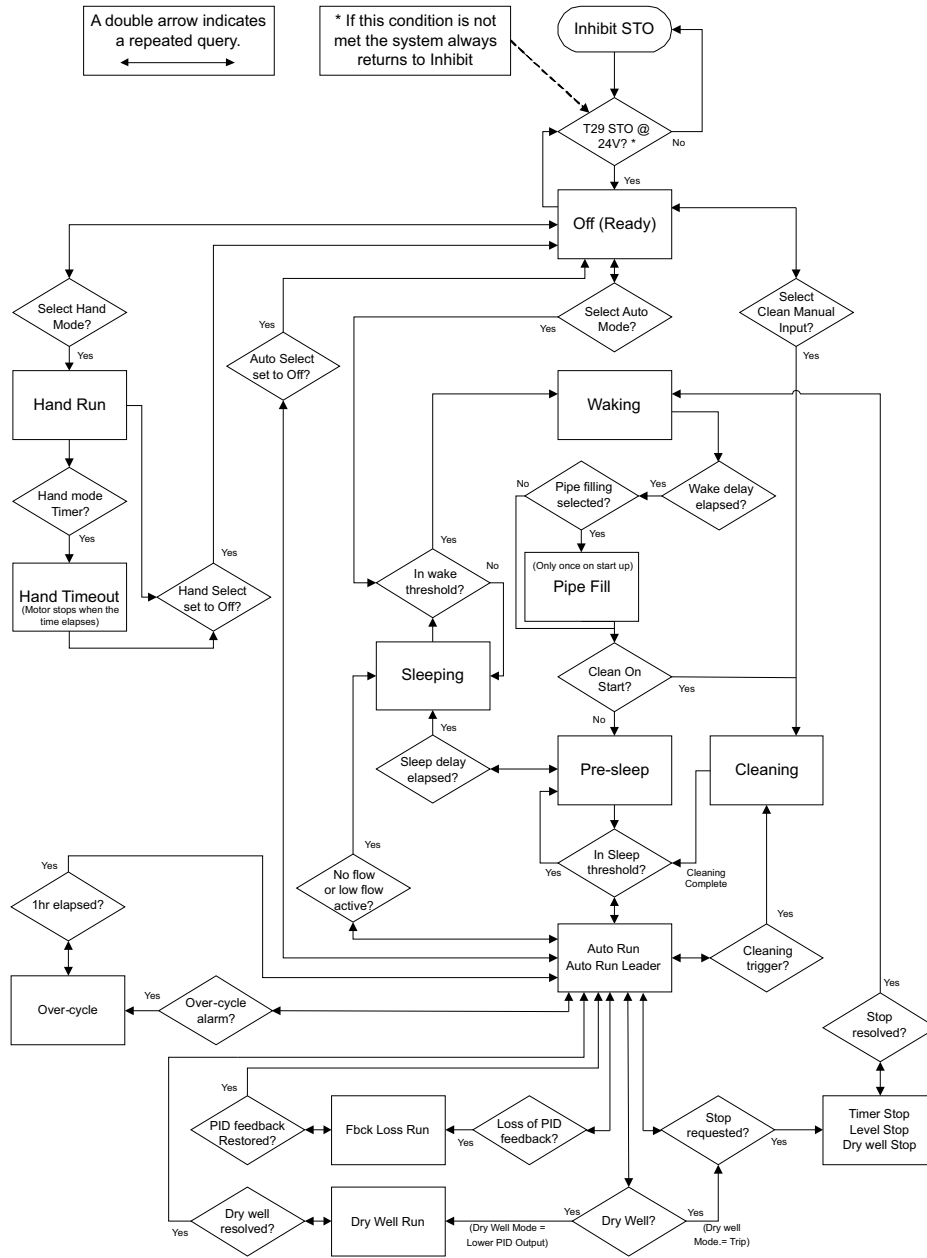 A double arrow indicates
a repeated query.
* If this condition is not
met the system always
returns to Inhibit
Inhibit STO
T29 STO @
24V? *
No
Yes
Off (Ready)
Select Hand
Mode?
Yes
Select Auto
Mode?
Yes
Select
Clean Manual
Input?
Yes
Yes
Auto Select
set to Off?
Hand Run
Waking
Hand mode
Timer?
Yes
Wake delay
elapsed?
Yes
Pipe filling
selected?
No
Yes
Yes
Yes
In wake
threshold?
No
(Only once on start up)
Pipe Fill
Hand Timeout
(Motor stops when the
time elapses)
Hand Select
set to Off?
Sleeping
Clean On
Start?
Yes
No
Yes
Yes
Sleep delay
elapsed?
Pre-sleep
Cleaning
In Sleep
threshold?
Yes
Cleaning
Complete
Yes
No flow
or low flow
active?
Yes
1hr elapsed?
Auto Run
Auto Run Leader
Yes
Cleaning
trigger?
Over-cycle
Yes
Over-cycle
alarm?
Yes
Stop
resolved?
Yes
PID feedback
Restored?
Fbck Loss Run
Yes
Loss of PID
feedback?
Stop
requested?
Yes
Timer Stop
Level Stop
Dry well Stop
Yes
Dry well
resolved?
Dry Well Run
Yes
(Dry Well Mode =
Lower PID Output)
Dry Well?
Yes
(Dry well
Mode.= Trip)